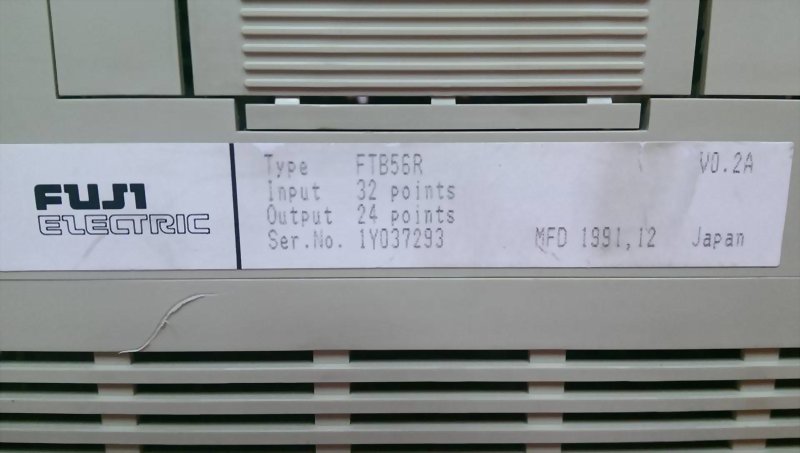 FUJI
ELECTRIC
Type FTB56R V0.2A
Input 32 points
Output 24 points
Ser.No. 1Y037293 MFD 1991,12 Japan